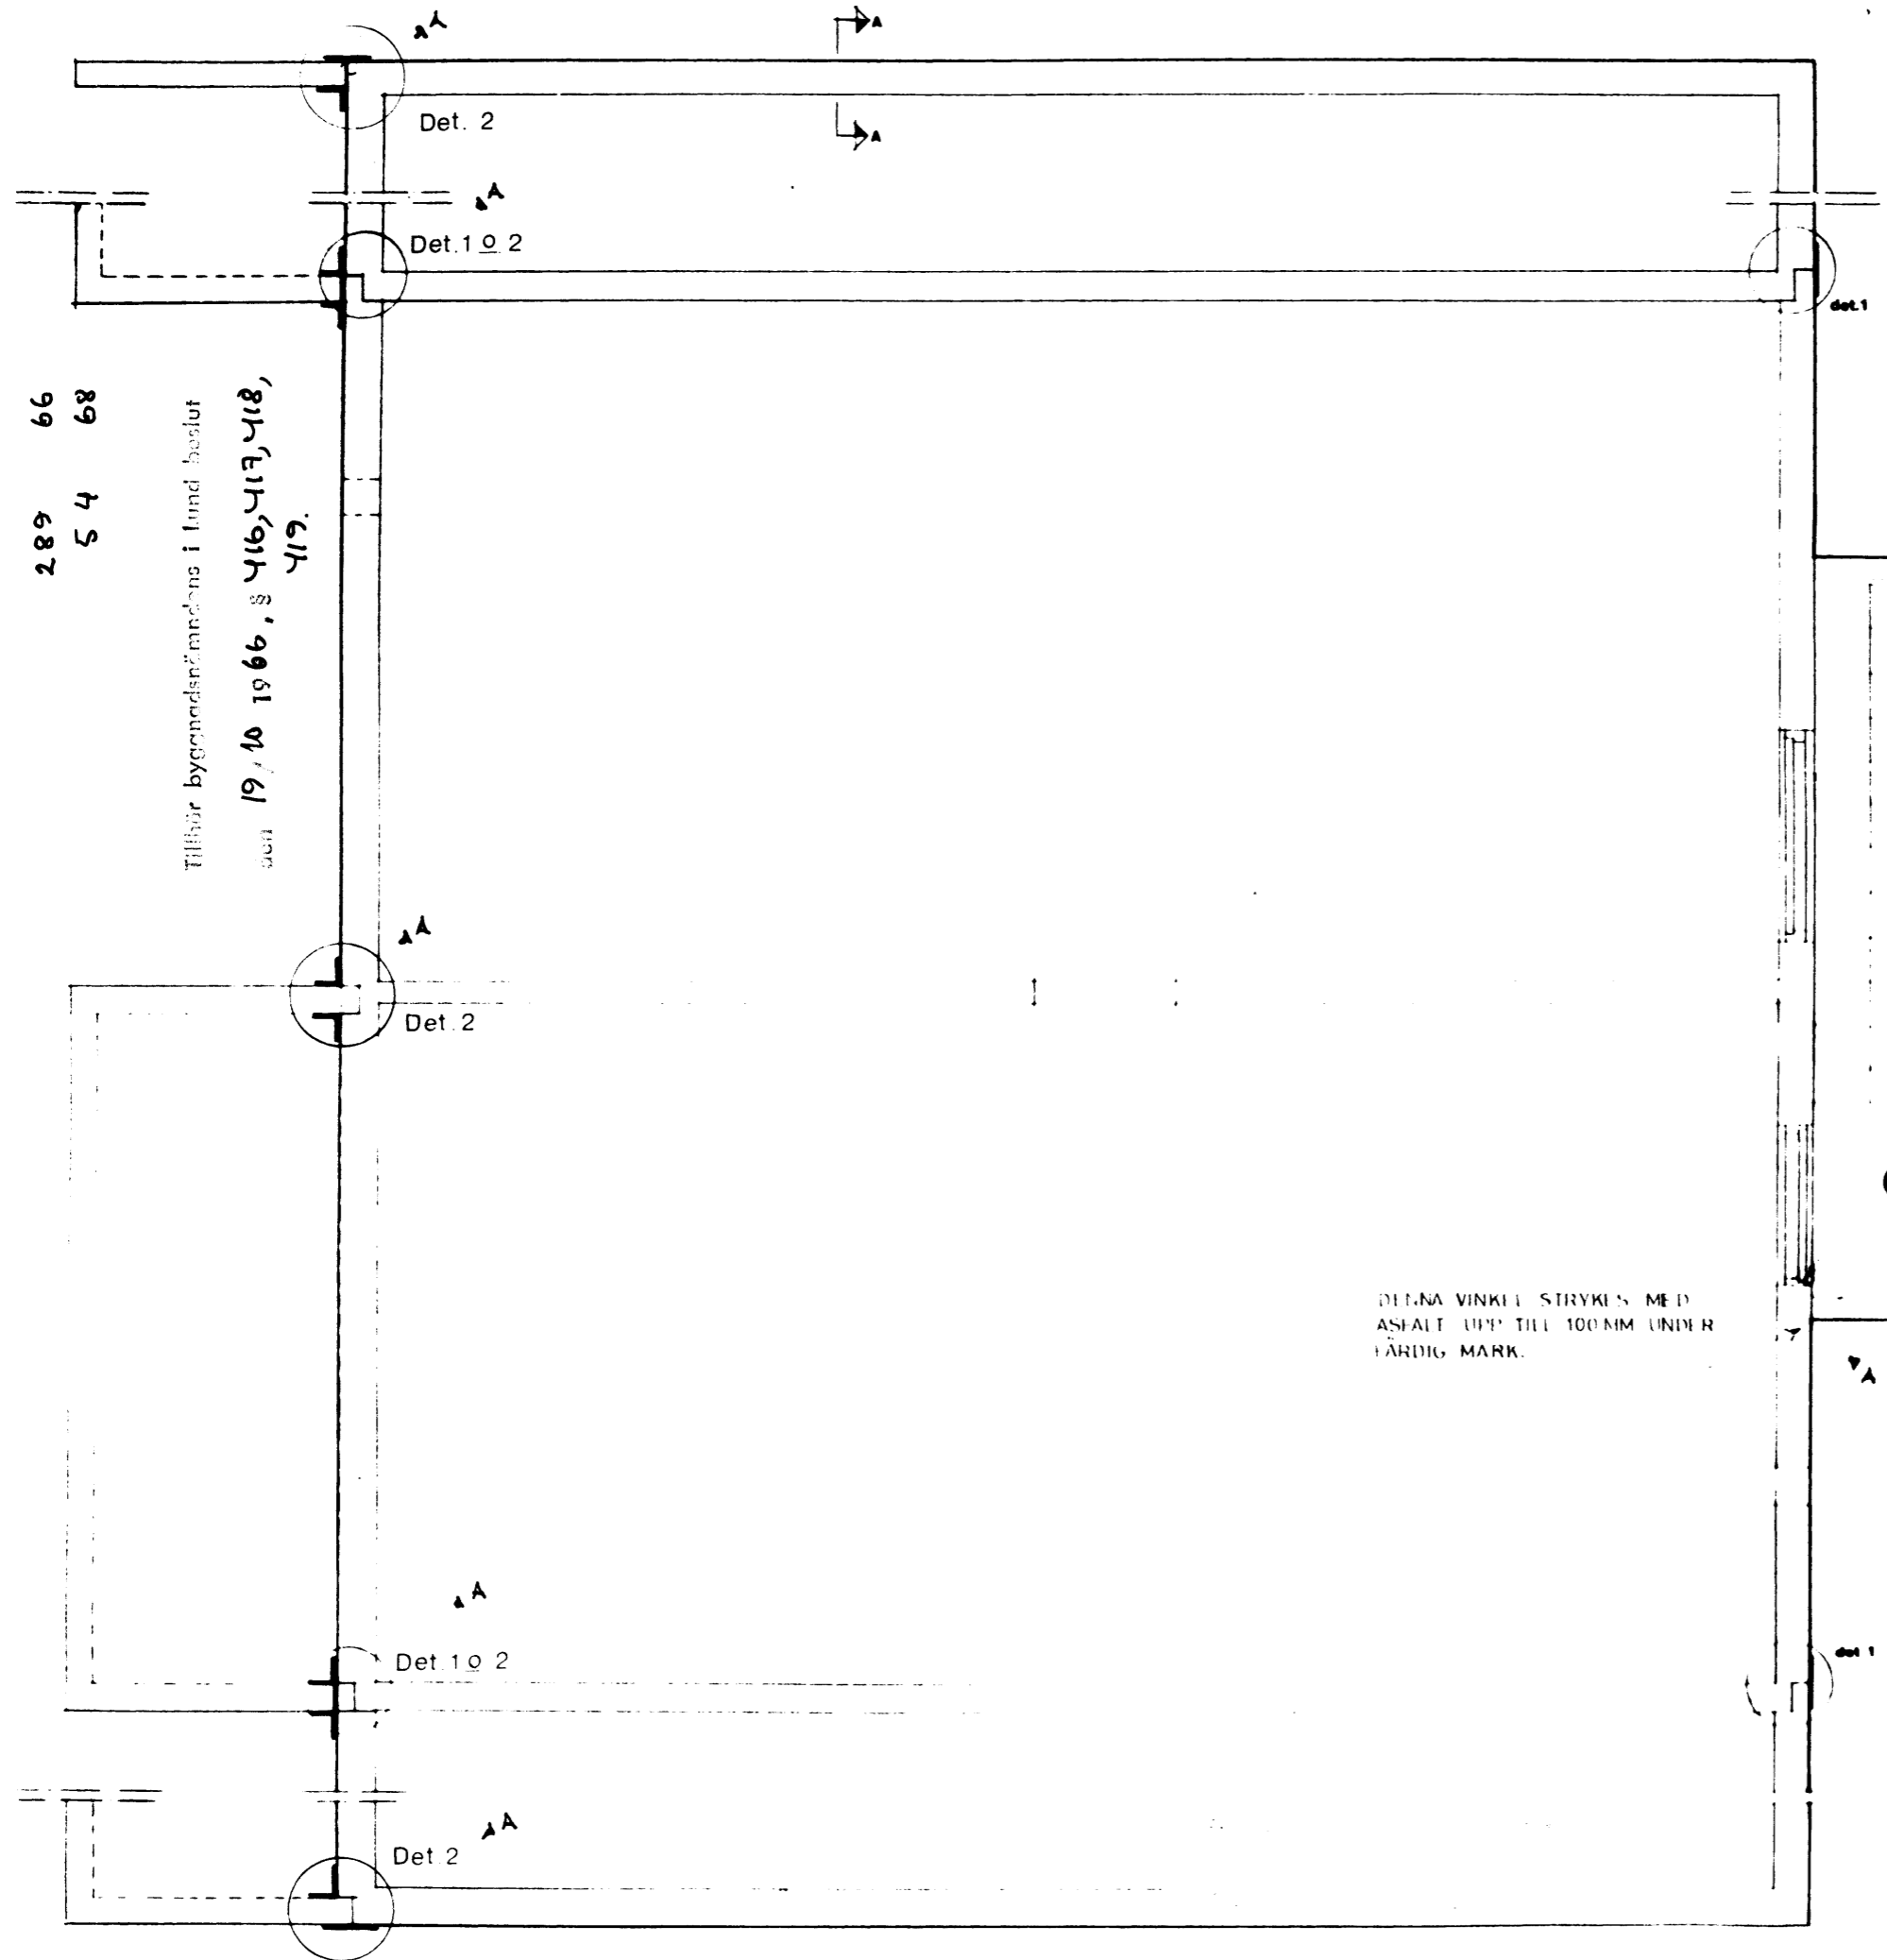 A
A
Det. 2
A
A
Det.1 o 2
det.1
289 66
54 68
Tillhör byggnadsnämndens i Lund beslut
den 19/10 1966, § 416, 417, 418,
419.
A
Det. 2
DENNA VINKEL STRYKES MED
ASFALT UPP TILL 100 MM UNDER
FÄRDIG MARK.
A
A
Det.1 o 2
det 1
A
Det.2